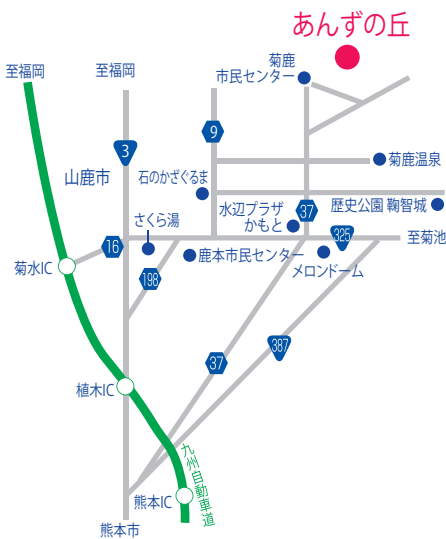 あんずの丘
至福岡
至福岡
菊鹿
市民センター
9
3
菊鹿温泉
山鹿市
石のかざぐるま
歴史公園 鞠智城
水辺プラザ
かもと
37
さくら湯
325
至菊池
16
鹿本市民センター
メロンドーム
菊水IC
198
387
37
植木IC
九州自動車道
熊本IC
熊本市